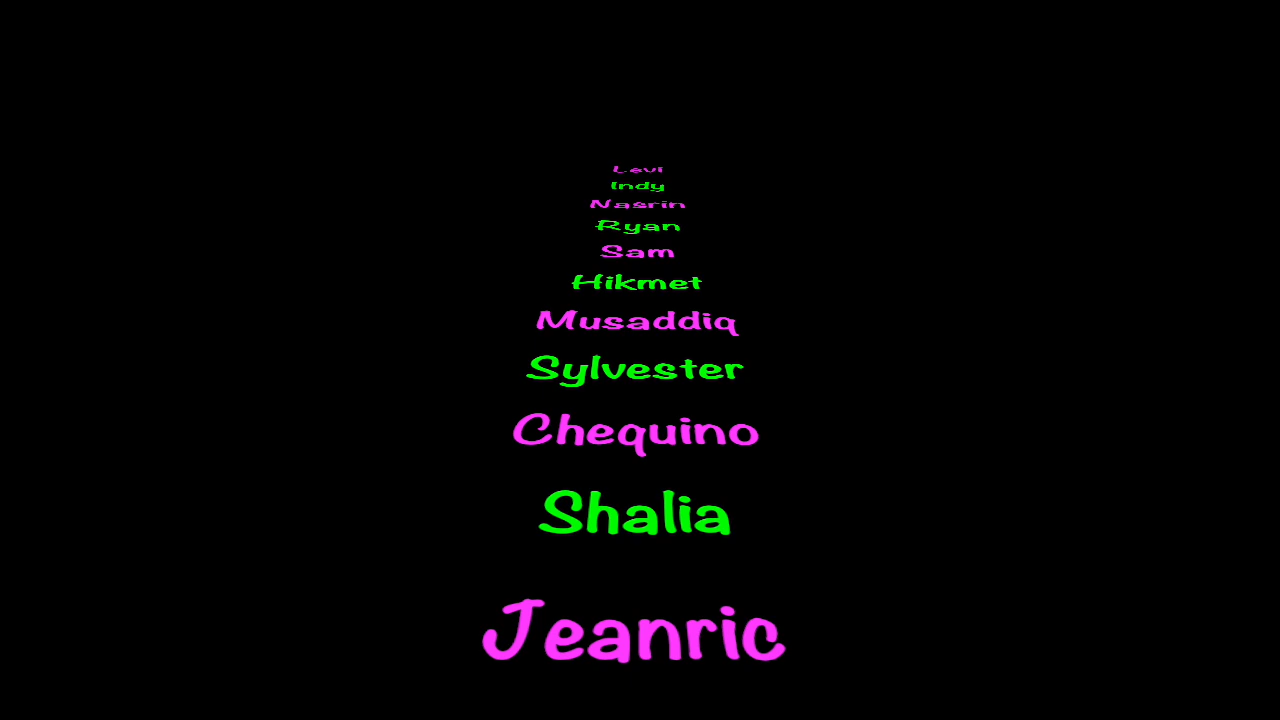 Levi
Indy
Nasrin
Ryan
Sam
Hikmet
Musaddiq
Sylvester
Chequino
Shalia
Jeanric